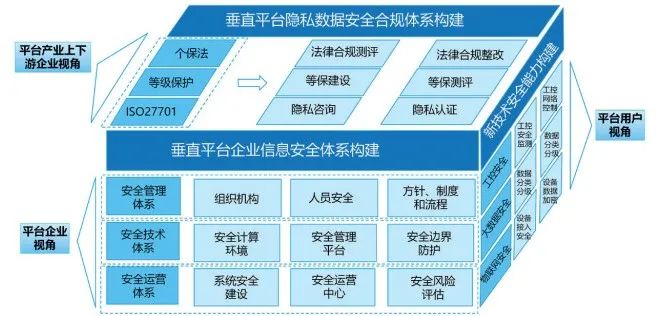 垂直平台隐私数据安全合规体系构建
平台产业上下
游企业视角
个保法
法律合规测评
法律合规整改
等级保护
等保建设
等保测评
ISO27701
隐私咨询
隐私认证
新技术安全能力构建
工控
网络
控制
工控
安全
监测
数据
分类
分级
工控安全
数据
分类
分级
设备
数据
加密
大数据安全
设备
接入
安全
物联网安全
平台用户
视角
垂直平台企业信息安全体系构建
平台企业
视角
安全管理
体系
组织机构
人员安全
方针、制度
和流程
安全技术
体系
安全计算
环境
安全管理
平台
安全边界
防护
安全运营
体系
系统安全
建设
安全运营
中心
安全风险
评估